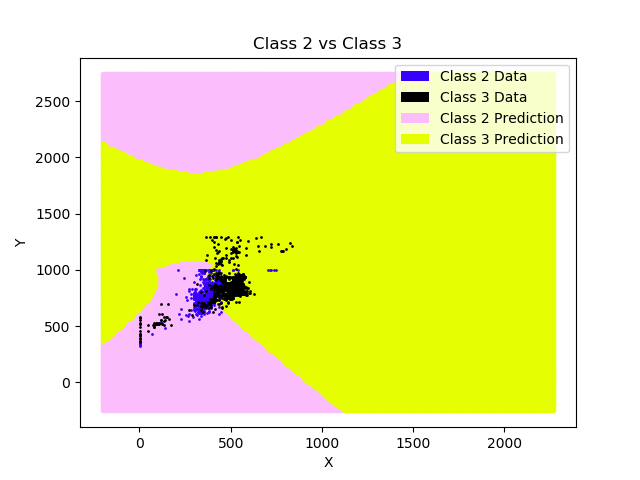 Class 2 vs Class 3
Class 2 Data
Class 3 Data
Class 2 Prediction
Class 3 Prediction
2500
2000
1500
1000
500
0
Y
0 500 1000 1500 2000
X